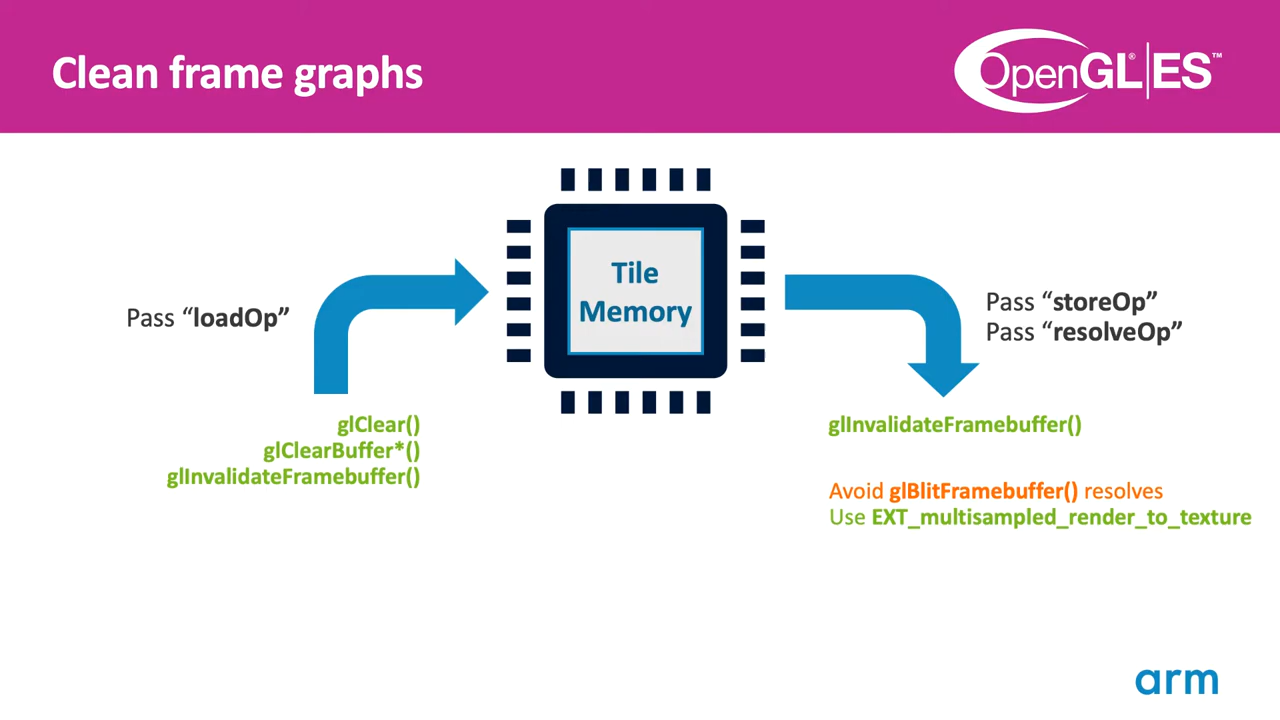 Clean frame graphs
OpenGL®|ES™
Tile
Memory
Pass “loadOp”
Pass “storeOp”
Pass “resolveOp”
glClear()
glClearBuffer*()
glInvalidateFramebuffer()
glInvalidateFramebuffer()
Avoid glBlitFramebuffer() resolves
Use EXT_multisampled_render_to_texture
arm